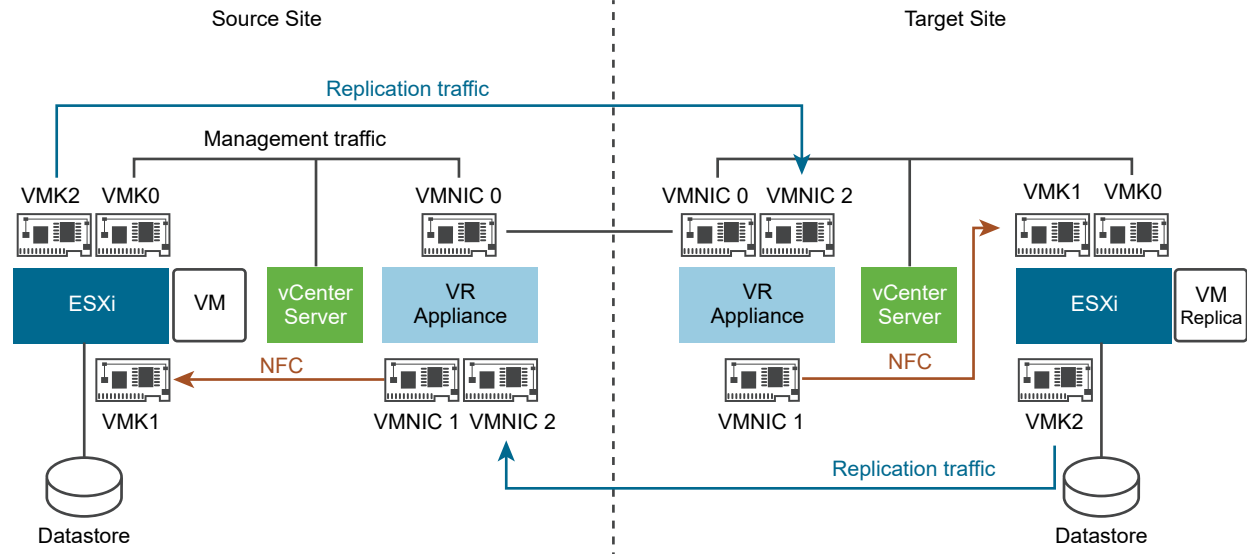 Source Site
Target Site
Replication traffic
Management traffic
VMK2
VMK0
VMNIC 0
VMNIC 0
VMNIC 2
VMK1
VMK0
ESXi
VM
vCenter
Server
VR
Appliance
VR
Appliance
vCenter
Server
ESXi
VM
Replica
NFC
NFC
VMK1
VMNIC 1
VMNIC 2
VMNIC 1
VMK2
Replication traffic
Datastore
Datastore